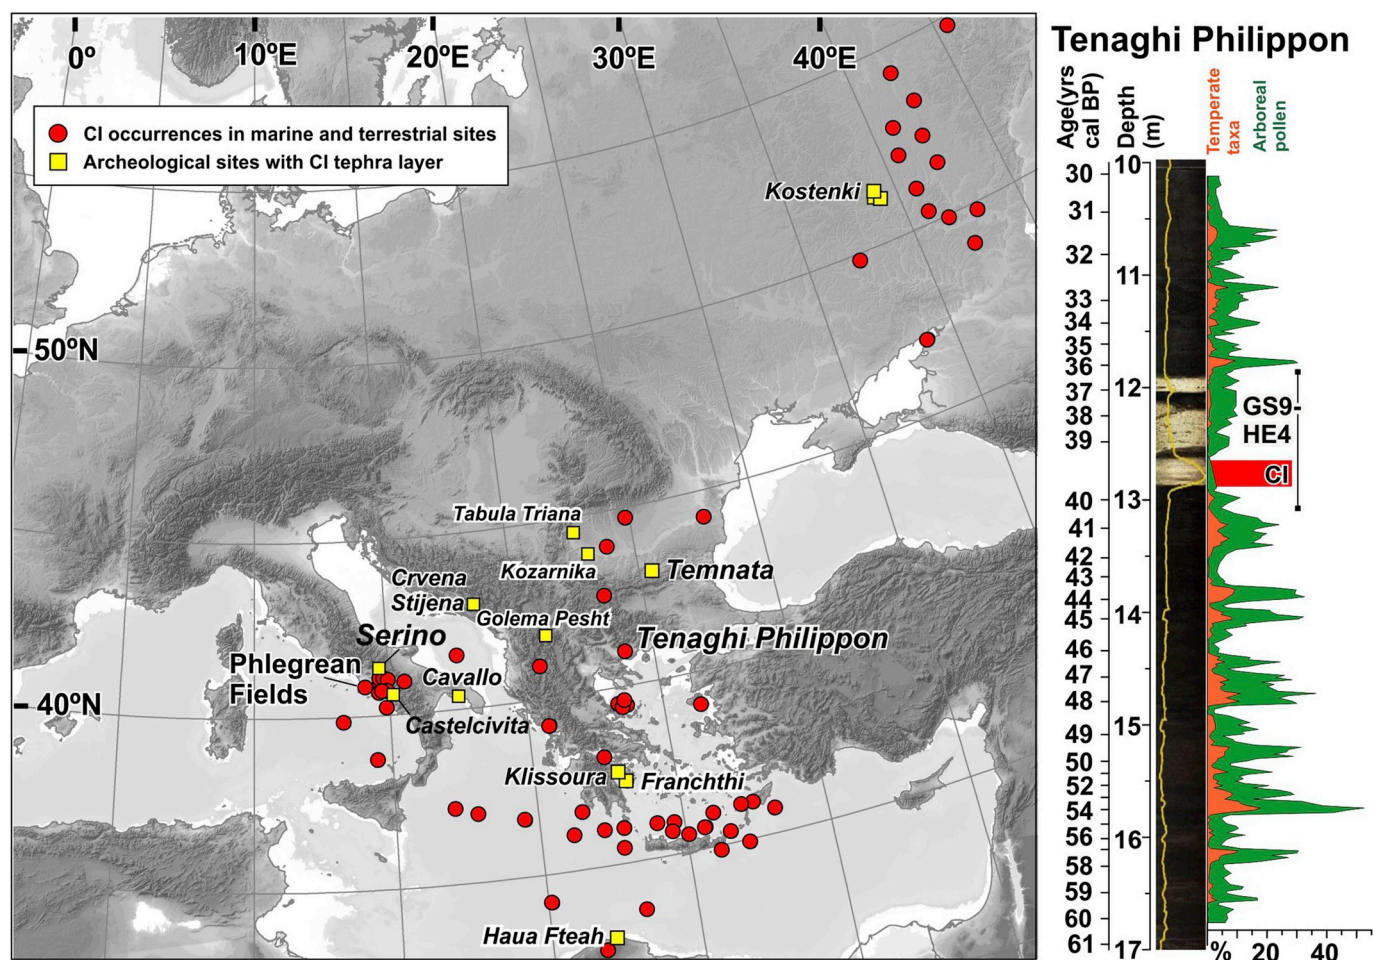 0º
10ºE
20ºE
30ºE
40ºE
CI occurrences in marine and terrestrial sites
Archeological sites with CI tephra layer
Kostenki
50ºN
Tabula Triana
Kozarnika
Temnata
Crvena
Stijena
Golema Pesht
Serino
Tenaghi Philippon
Phlegrean
Fields
Cavallo
40ºN
Castelcivita
Klissoura
Franchthi
Haua Fteah
Tenaghi Philippon
Age(yrs
cal BP)
Depth
(m)
Temperate
taxa
Arboreal
pollen
30
31
32
33
34
35
36
37
38
39
40
41
42
43
44
45
46
47
48
50
52
54
56
58
59
60
61
10
11
12
13
14
15
16
17
GS9-
HE4
CI
%
20
40